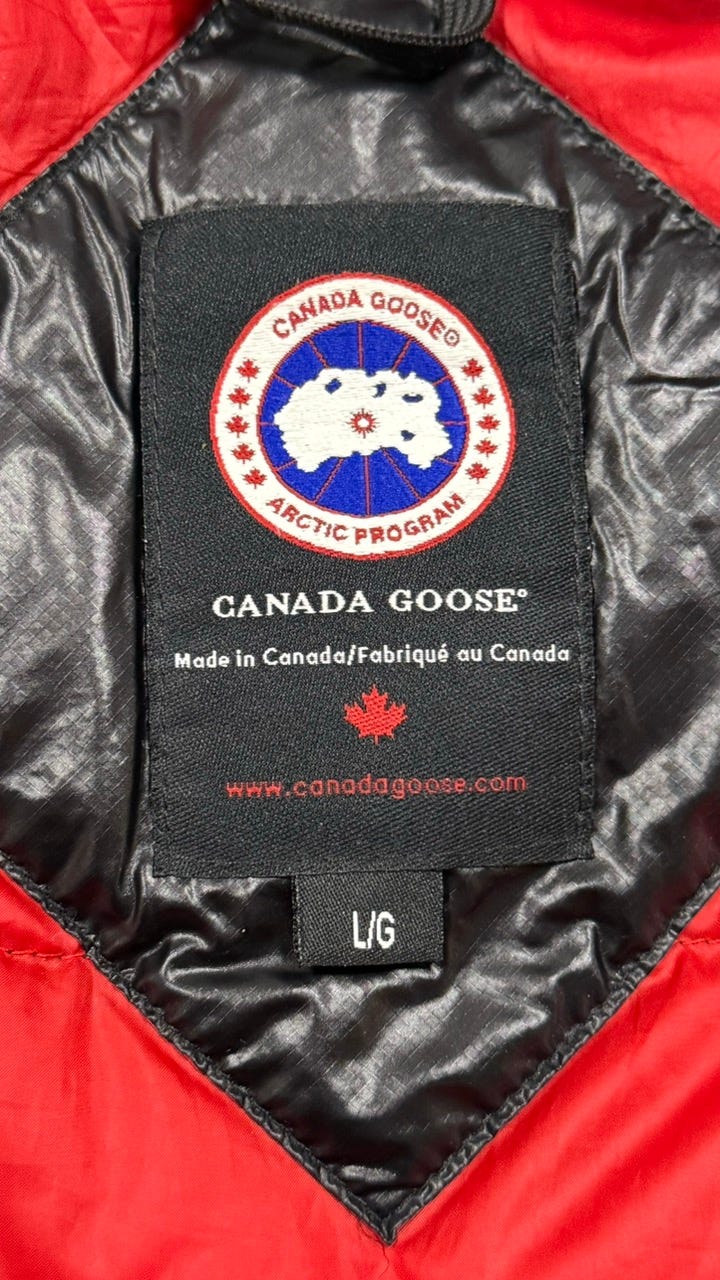 CANADA GOOSE®
ARCTIC PROGRAM
CANADA GOOSE®
Made in Canada/Fabriqué au Canada
www.canadagoose.com
L/G